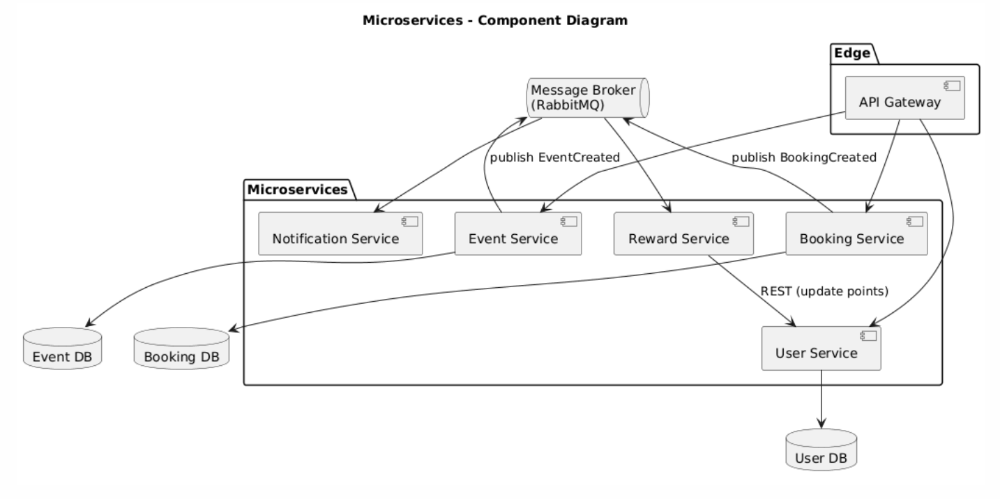 Microservices - Component Diagram
Edge
Message Broker
(RabbitMQ)
API Gateway
publish EventCreated
publish BookingCreated
Microservices
Notification Service
Event Service
Reward Service
Booking Service
REST (update points)
Event DB
Booking DB
User Service
User DB